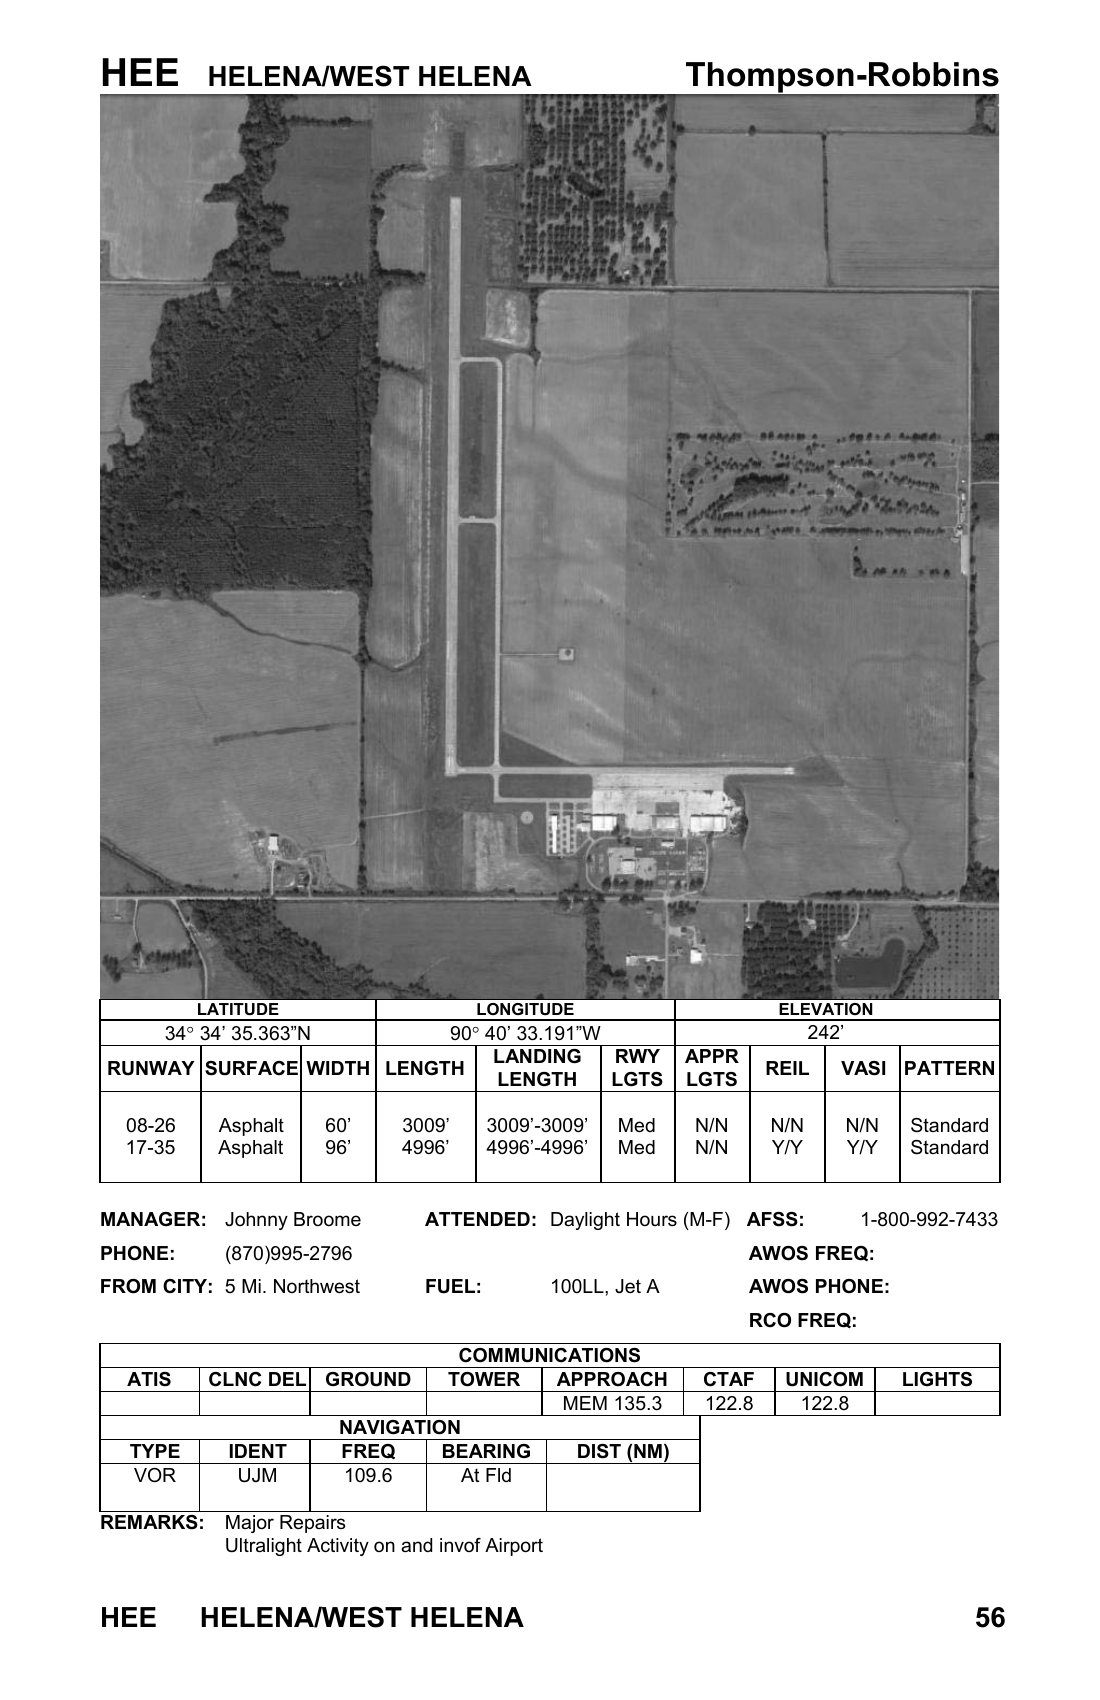 HEE HELENA/WEST HELENA Thompson-Robbins
LATITUDE LONGITUDE ELEVATION
34° 34’ 35.363”N 90° 40’ 33.191”W 242’
RUNWAY SURFACE WIDTH LENGTH LANDING LENGTH RWY LGTS APPR LGTS REIL VASI PATTERN
08-26 Asphalt 60’ 3009’ 3009’-3009’ Med N/N N/N N/N Standard
17-35 Asphalt 96’ 4996’ 4996’-4996’ Med N/N Y/Y Y/Y Standard
MANAGER: Johnny Broome ATTENDED: Daylight Hours (M-F) AFSS: 1-800-992-7433
PHONE: (870)995-2796 AWOS FREQ:
FROM CITY: 5 Mi. Northwest FUEL: 100LL, Jet A AWOS PHONE:
RCO FREQ:
COMMUNICATIONS
ATIS CLNC DEL GROUND TOWER APPROACH CTAF UNICOM LIGHTS
MEM 135.3 122.8 122.8
NAVIGATION
TYPE IDENT FREQ BEARING DIST (NM)
VOR UJM 109.6 At Fld
REMARKS: Major Repairs
Ultralight Activity on and invof Airport
HEE HELENA/WEST HELENA 56